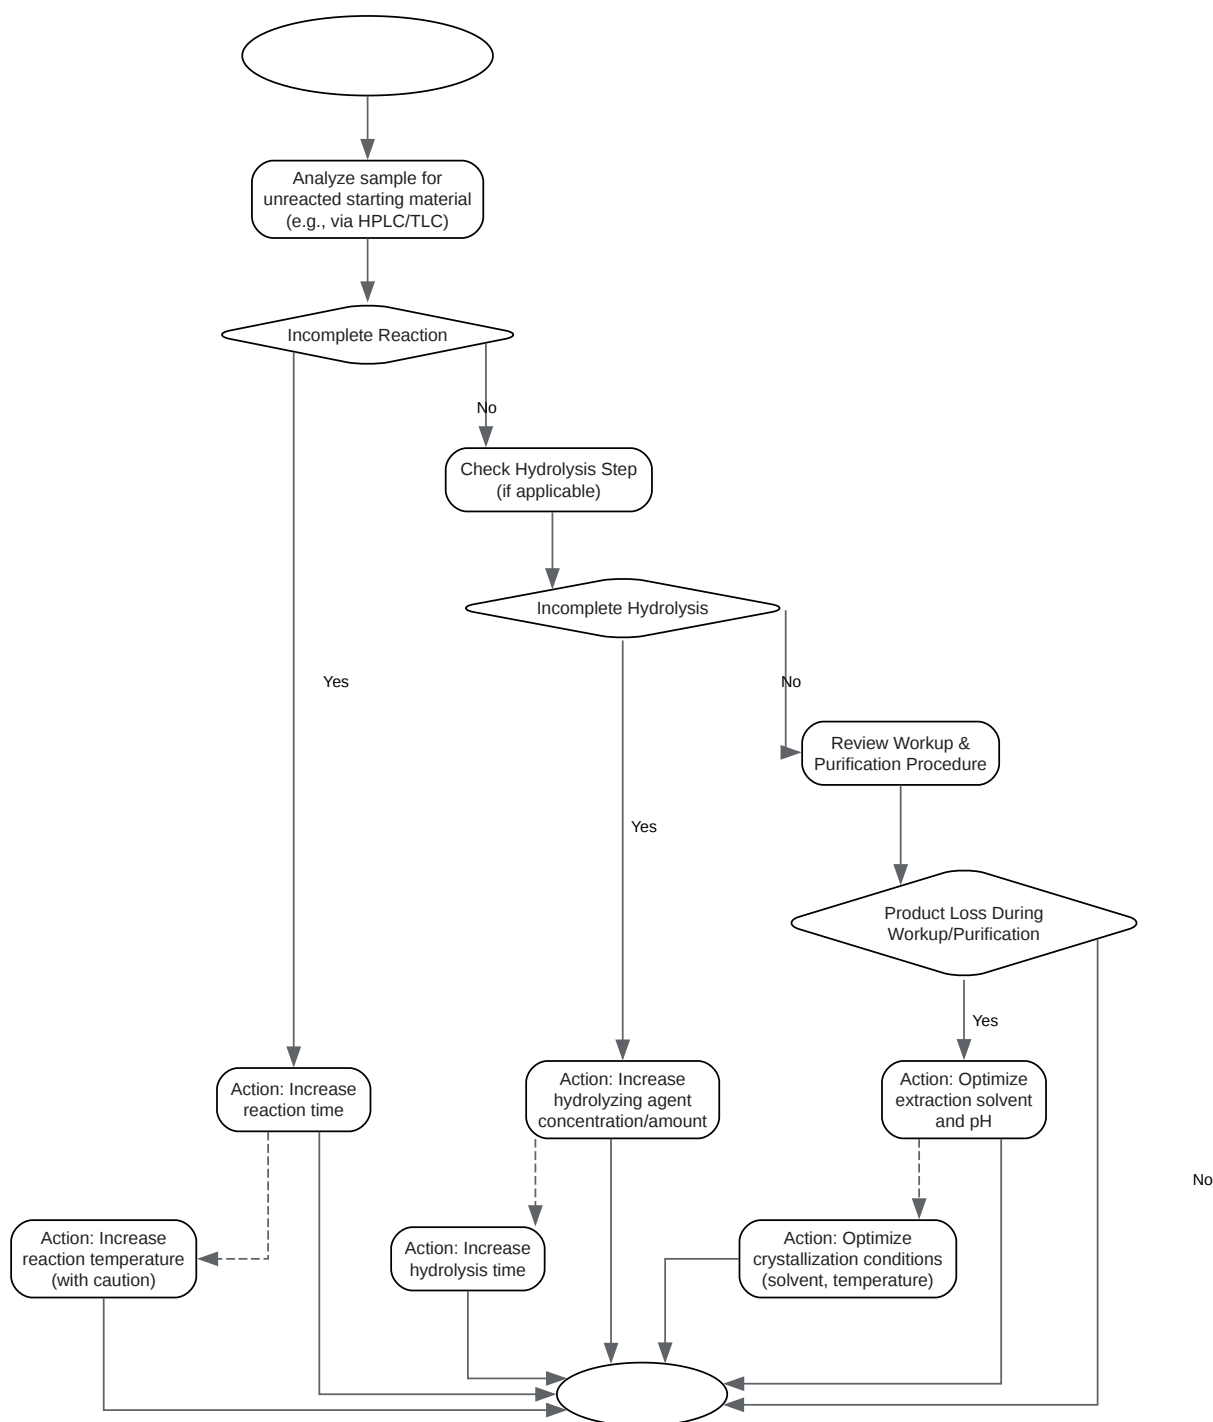 Analyze sample for
unreacted starting material
(e.g., via HPLC/TLC)
Incomplete Reaction
No
Check Hydrolysis Step
(if applicable)
Incomplete Hydrolysis
Yes
No
Review Workup &
Purification Procedure
Yes
Product Loss During
Workup/Purification
Yes
Action: Increase
reaction time
Action: Increase
hydrolyzing agent
concentration/amount
Action: Optimize
extraction solvent
and pH
No
Action: Increase
reaction temperature
(with caution)
Action: Increase
hydrolysis time
Action: Optimize
crystallization conditions
(solvent, temperature)